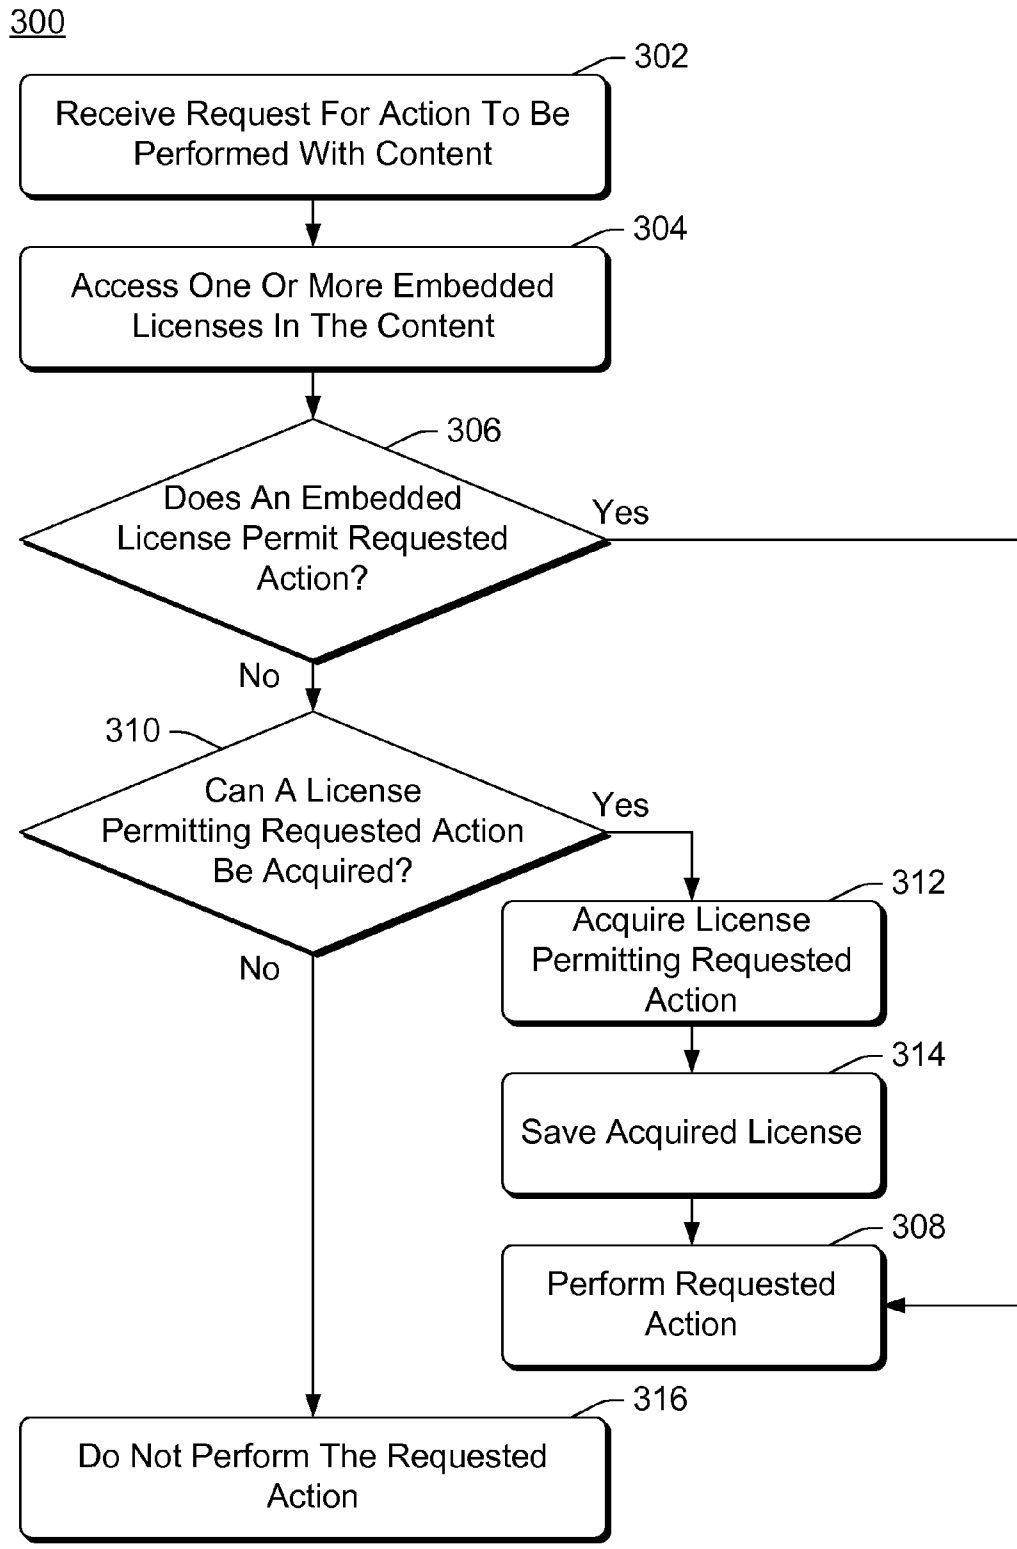 300
302
Receive Request For Action To Be
Performed With Content
304
Access One Or More Embedded
Licenses In The Content
306
Does An Embedded
License Permit Requested
Action?
Yes
No
310
Can A License
Permitting Requested Action
Be Acquired?
Yes
No
312
Acquire License
Permitting Requested
Action
314
Save Acquired License
308
Perform Requested
Action
316
Do Not Perform The Requested
Action